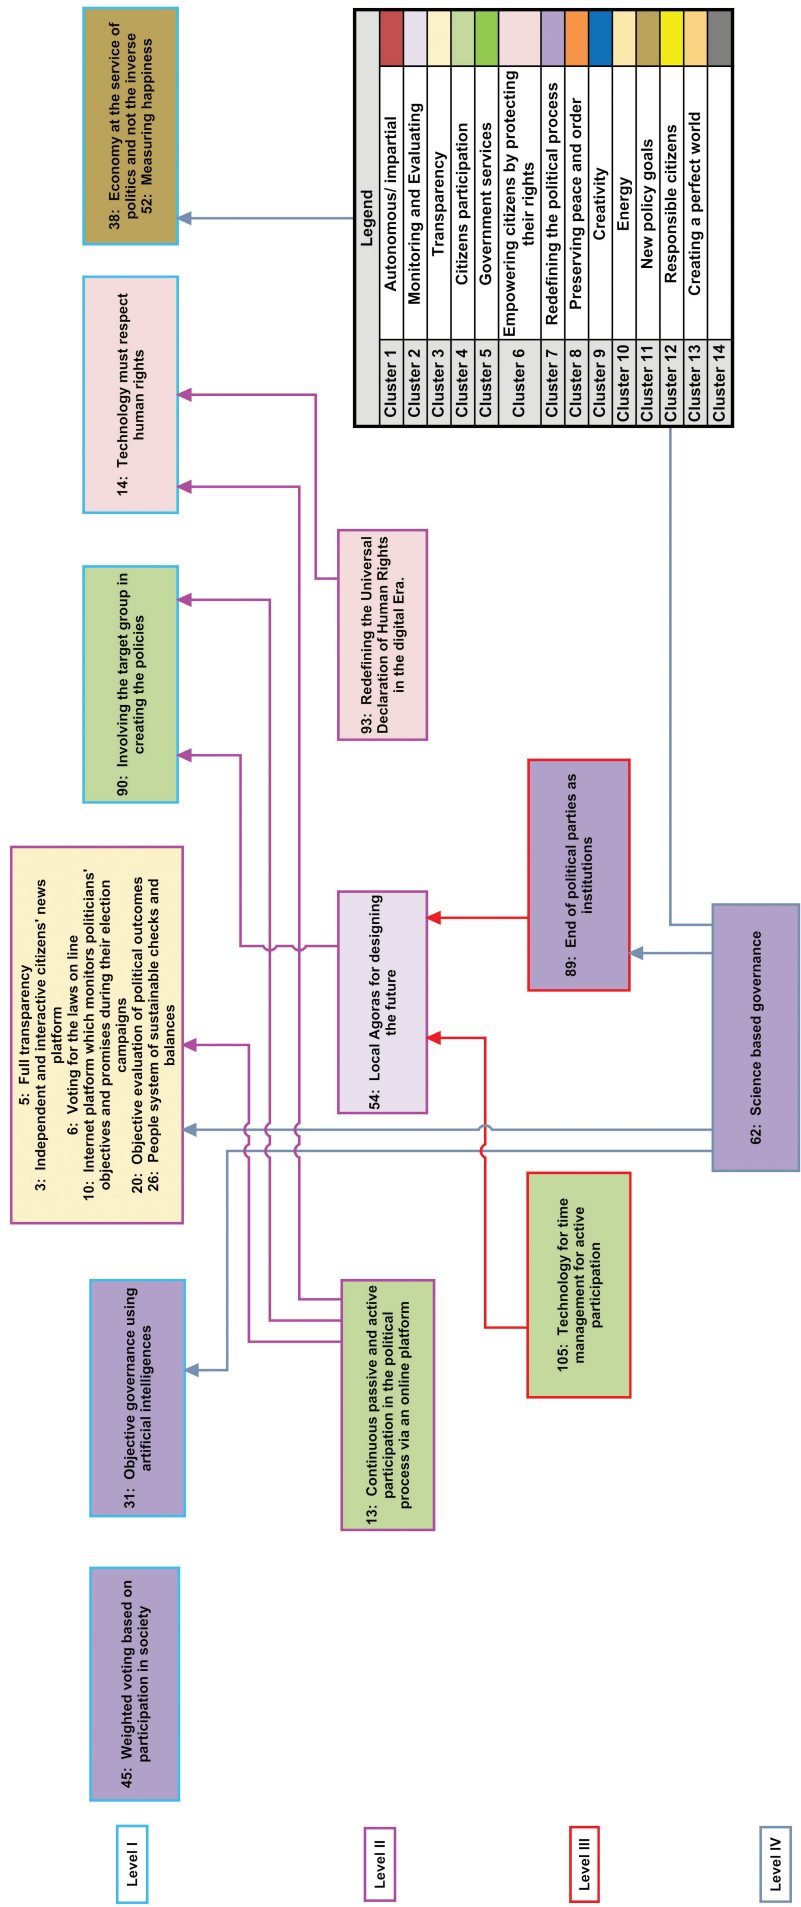 Level I
45: Weighted voting based on
participation in society
31: Objective governance using
artificial intelligences
5: Full transparency
3: Independent and interactive citizens' news
platform
6: Voting for the laws on line
10: Internet platform which monitors politicians'
objectives and promises during their election
campaigns
20: Objective evaluation of political outcomes
26: People system of sustainable checks and
balances
90: Involving the target group in
creating the policies
14: Technology must respect
human rights
38: Economy at the service of
politics and not the inverse
52: Measuring happiness
Level II
13: Continuous passive and active
participation in the political
process via an online platform
54: Local Agoras for designing
the future
93: Redefining the Universal
Declaration of Human Rights
in the digital Era.
Level III
105: Technology for time
management for active
participation
89: End of political parties as
institutions
Level IV
62: Science based governance
Legend
Cluster 1 Autonomous/ impartial
Cluster 2 Monitoring and Evaluating
Cluster 3 Transparency
Cluster 4 Citizens participation
Cluster 5 Government services
Cluster 6 Empowering citizens by protecting
their rights
Cluster 7 Redefining the political process
Cluster 8 Preserving peace and order
Cluster 9 Creativity
Cluster 10 Energy
Cluster 11 New policy goals
Cluster 12 Responsible citizens
Cluster 13 Creating a perfect world
Cluster 14